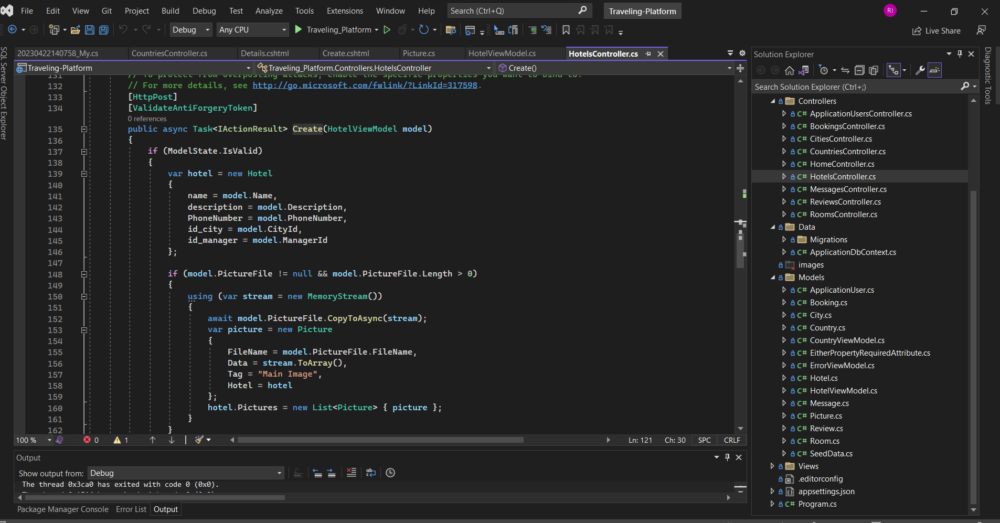 File Edit View Git Project Build Debug Test Analyze Tools Extensions Window Help Search (Ctrl+Q) Traveling-Platform RI
Debug Any CPU Traveling_Platform Live Share
SQL Server Object Explorer
20230422140758_My.cs CountriesController.cs Details.cshtml Create.cshtml Picture.cs HotelViewModel.cs HotelsController.cs
Traveling-Platform Traveling_Platform.Controllers.HotelsController Create()
131 // To protect from overposting attacks, enable the specific properties you want to bind to.
132 // For more details, see http://go.microsoft.com/fwlink/?LinkId=317598.
133 [HttpPost]
134 [ValidateAntiForgeryToken]
0 references
135 public async Task<IActionResult> Create(HotelViewModel model)
136 {
137 if (ModelState.IsValid)
138 {
139 var hotel = new Hotel
140 {
141 name = model.Name,
142 description = model.Description,
143 PhoneNumber = model.PhoneNumber,
144 id_city = model.CityId,
145 id_manager = model.ManagerId
146 };
147
148 if (model.PictureFile != null && model.PictureFile.Length > 0)
149 {
150 using (var stream = new MemoryStream())
151 {
152 await model.PictureFile.CopyToAsync(stream);
153 var picture = new Picture
154 {
155 FileName = model.PictureFile.FileName,
156 Data = stream.ToArray(),
157 Tag = "Main Image",
158 Hotel = hotel
159 };
160 hotel.Pictures = new List<Picture> { picture };
161 }
162 }
100 % 0 1 Ln: 121 Ch: 30 SPC CRLF
Output
Show output from: Debug
The thread 0x3ca0 has exited with code 0 (0x0).
Package Manager Console Error List Output
Solution Explorer
Search Solution Explorer (Ctrl+;)
Controllers
C# ApplicationUsersController.cs
C# BookingsController.cs
C# CitiesController.cs
C# CountriesController.cs
C# HomeController.cs
C# HotelsController.cs
C# MessagesController.cs
C# ReviewsController.cs
C# RoomsController.cs
Data
Migrations
C# ApplicationDbContext.cs
images
Models
C# ApplicationUser.cs
C# Booking.cs
C# City.cs
C# Country.cs
C# CountryViewModel.cs
C# EitherPropertyRequiredAttribute.cs
C# ErrorViewModel.cs
C# Hotel.cs
C# HotelViewModel.cs
C# Message.cs
C# Picture.cs
C# Review.cs
C# Room.cs
C# SeedData.cs
Views
.editorconfig
appsettings.json
C# Program.cs
Diagnostic Tools